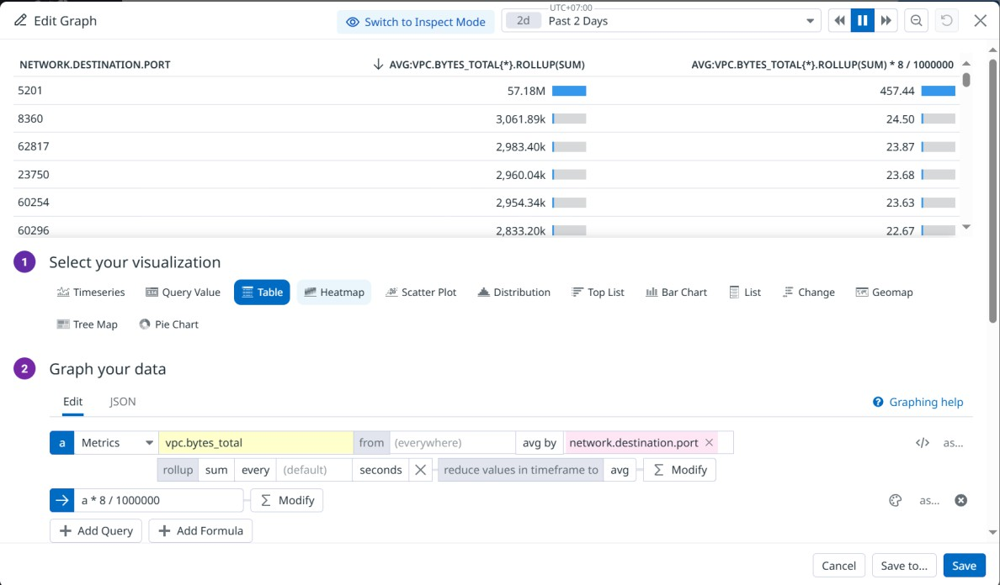 Edit Graph
Switch to Inspect Mode
UTC+07:00
2d Past 2 Days
NETWORK.DESTINATION.PORT AVG:VPC.BYTES_TOTAL{*}.ROLLUP(SUM) AVG:VPC.BYTES_TOTAL{*}.ROLLUP(SUM) * 8 / 1000000
5201 57.18M 457.44
8360 3,061.89k 24.50
62817 2,983.40k 23.87
23750 2,960.04k 23.68
60254 2,954.34k 23.63
60296 2,833.20k 22.67
1 Select your visualization
Timeseries Query Value Table Heatmap Scatter Plot Distribution Top List Bar Chart List Change Geomap
Tree Map Pie Chart
2 Graph your data
Edit JSON Graphing help
a Metrics vpc.bytes_total from (everywhere) avg by network.destination.port </> as...
rollup sum every (default) seconds reduce values in timeframe to avg Σ Modify
a * 8 / 1000000 Σ Modify as...
+ Add Query + Add Formula
Cancel Save to... Save